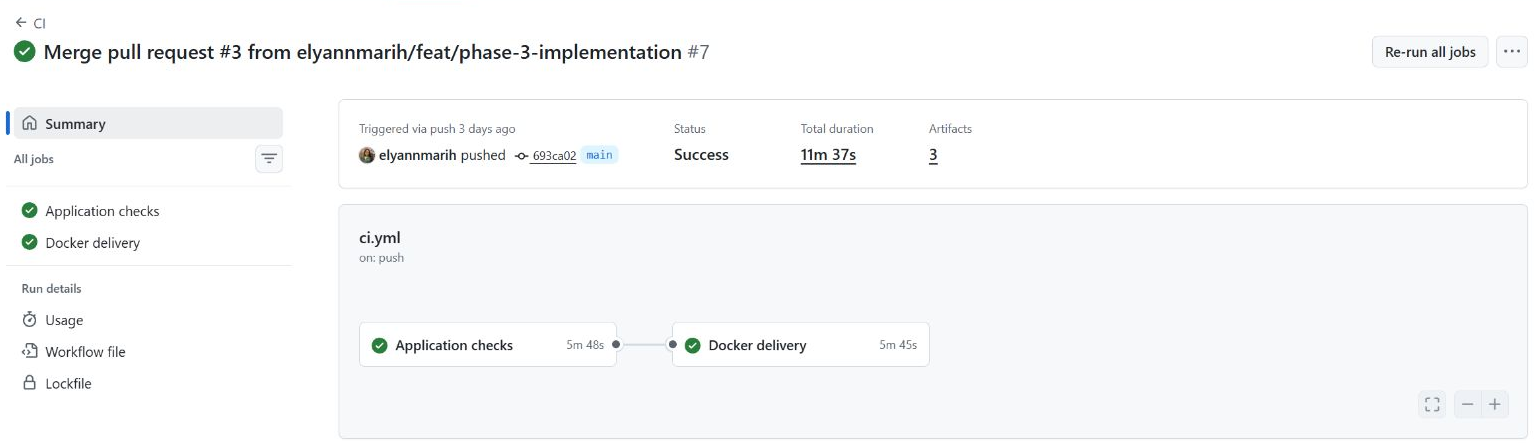 CI
Merge pull request #3 from elyannmarih/feat/phase-3-implementation #7
Re-run all jobs
Summary
All jobs
Application checks
Docker delivery
Run details
Usage
Workflow file
Lockfile
Triggered via push 3 days ago
elyannmarih pushed 693ca02 main
Status
Success
Total duration
11m 37s
Artifacts
3
ci.yml
on: push
Application checks 5m 48s
Docker delivery 5m 45s